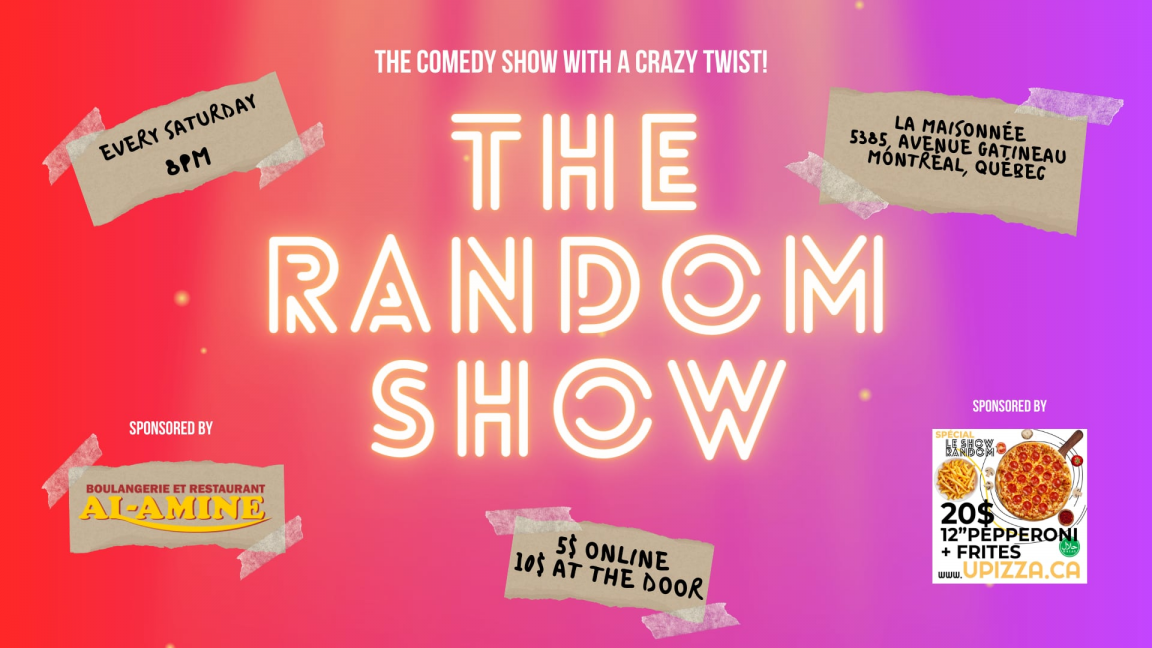 THE COMEDY SHOW WITH A CRAZY TWIST!
EVERY SATURDAY
8PM
LA MAISONNÉE
5385, AVENUE GATINEAU
MONTRÉAL, QUÉBEC
THE
RANDOM
SHOW
SPONSORED BY
BOULANGERIE ET RESTAURANT
AL-AMINE
5$ ONLINE
10$ AT THE DOOR
SPONSORED BY
SPÉCIAL
LE SHOW
RANDOM
20$
12”PEPPERONI
+ FRITES
www.UPIZZA.CA
حلال